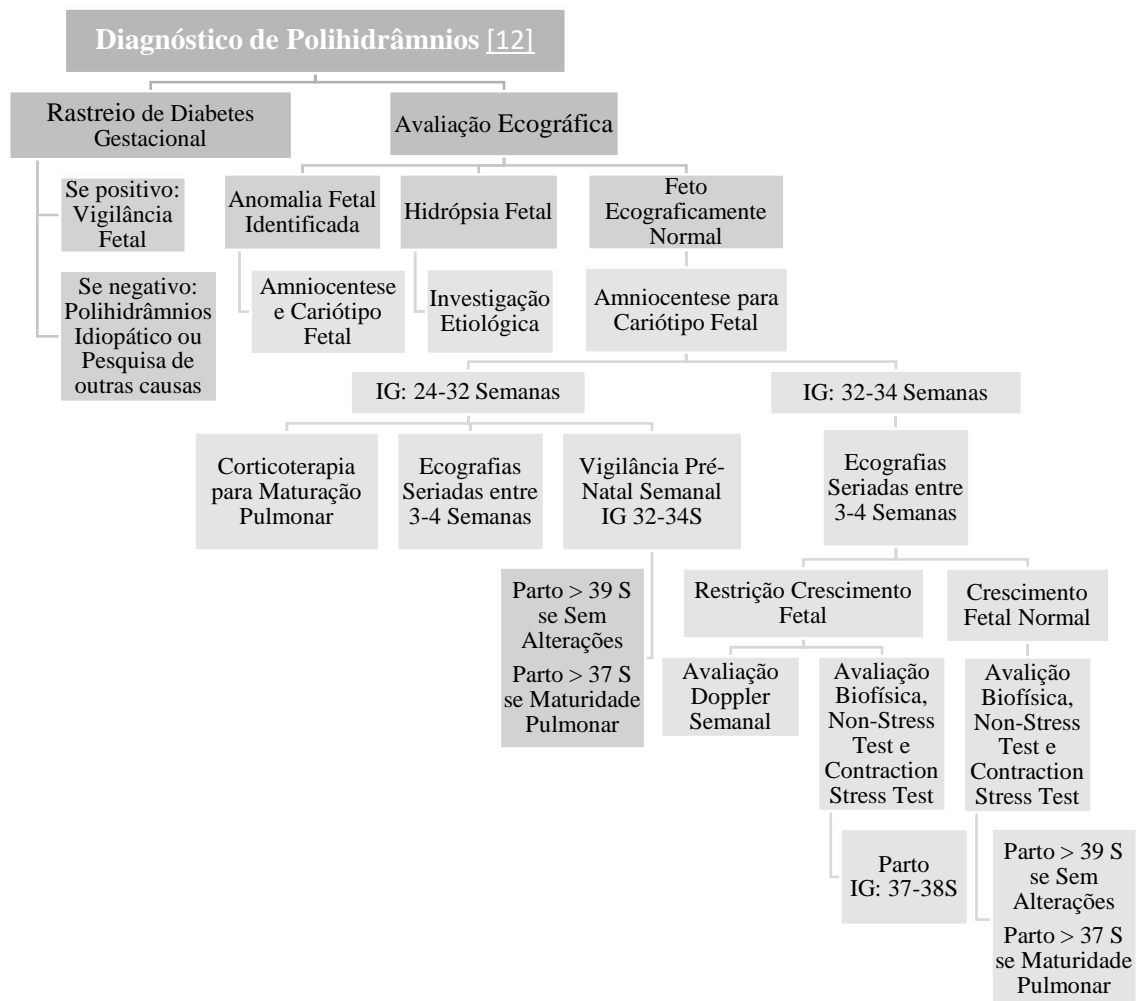 Diagnóstico de Polihidrâmnios [12]
Rastreio de Diabetes
Gestacional
Avaliação Ecográfica
Se positivo:
Vigilância
Fetal
Se negativo:
Polihidrâmnios
Idiopático ou
Pesquisa de
outras causas
Anomalia Fetal
Identificada
Hidrópsia Fetal
Feto
Ecograficamente
Normal
Amniocentese
e Cariótipo
Fetal
Investigação
Etiológica
Amniocentese para
Cariótipo Fetal
IG: 24-32 Semanas
IG: 32-34 Semanas
Corticoterapia
para Maturação
Pulmonar
Ecografias
Seriadas entre
3-4 Semanas
Vigilância Pré-
Natal Semanal
IG 32-34S
Ecografias
Seriadas entre
3-4 Semanas
Parto > 39 S
se Sem
Alterações
Parto > 37 S
se Maturidade
Pulmonar
Restrição Crescimento
Fetal
Crescimento
Fetal Normal
Avaliação
Doppler
Semanal
Avaliação
Biofísica,
Non-Stress
Test e
Contraction
Stress Test
Avalição
Biofísica,
Non-Stress
Test e
Contraction
Stress Test
Parto
IG: 37-38S
Parto > 39 S
se Sem
Alterações
Parto > 37 S
se Maturidade
Pulmonar